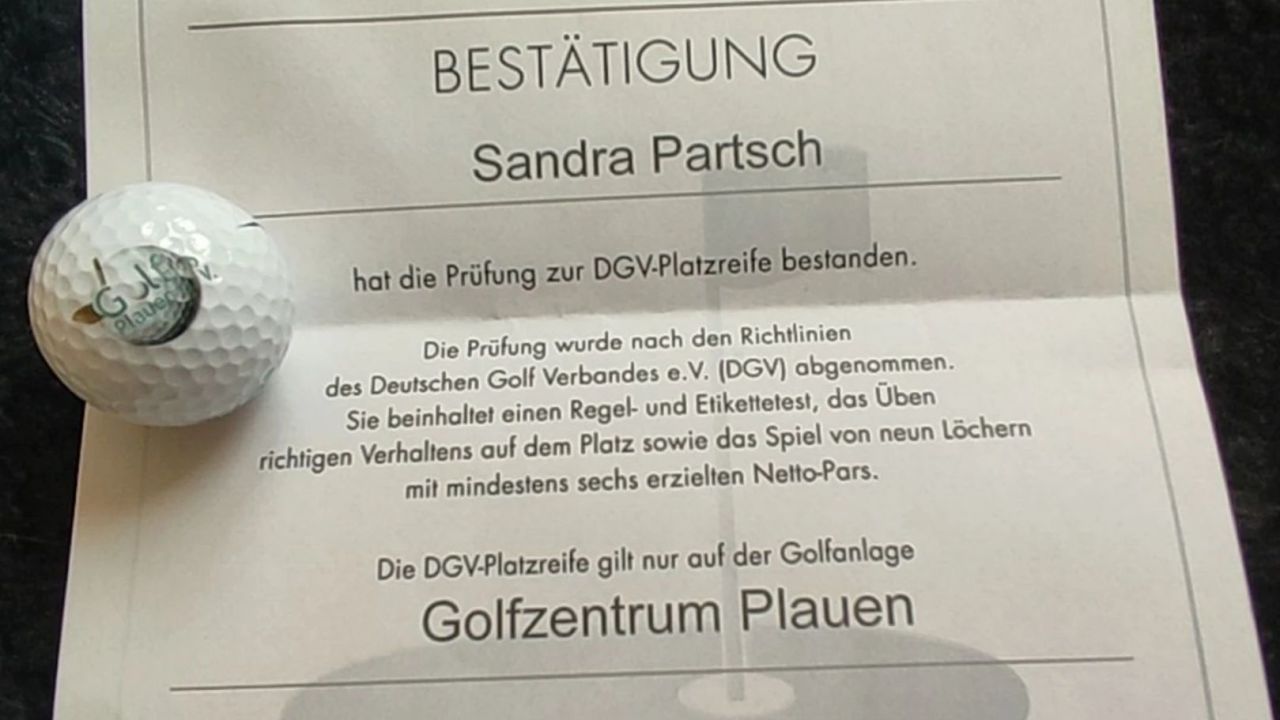 BESTÄTIGUNG
Sandra Partsch
hat die Prüfung zur DGV-Platzreife bestanden.
Die Prüfung wurde nach den Richtlinien
des Deutschen Golf Verbandes e.V. (DGV) abgenommen.
Sie beinhaltet einen Regel- und Etikettetest, das Üben
richtigen Verhaltens auf dem Platz sowie das Spiel von neun Löchern
mit mindestens sechs erzielten Netto-Pars.
Die DGV-Platzreife gilt nur auf der Golfanlage
Golfzentrum Plauen
Golf
Plauen